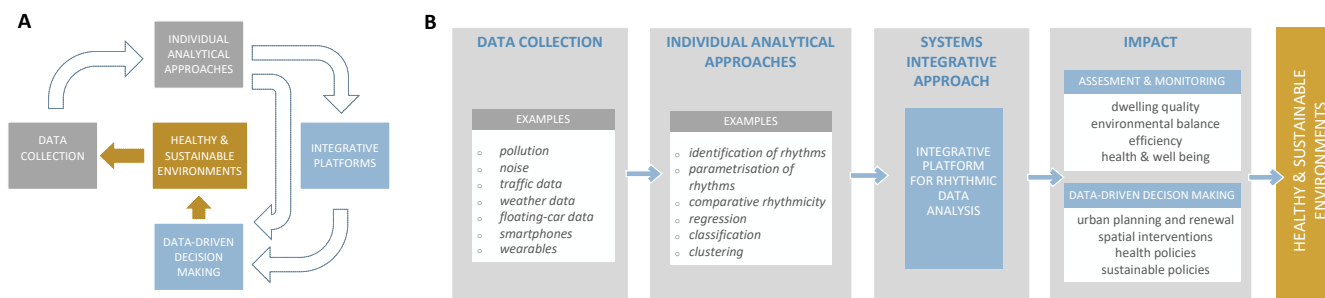 A
INDIVIDUAL
ANALYTICAL
APPROACHES
DATA
COLLECTION
HEALTHY &
SUSTAINABLE
ENVIRONMENTS
INTEGRATIVE
PLATFORMS
DATA-DRIVEN
DECISION
MAKING
B
DATA COLLECTION
EXAMPLES
pollution
noise
traffic data
weather data
floating-car data
smartphones
wearables
INDIVIDUAL ANALYTICAL
APPROACHES
EXAMPLES
identification of rhythms
parametrisation of
rhythms
comparative rhythmicity
regression
classification
clustering
SYSTEMS
INTEGRATIVE
APPROACH
INTEGRATIVE
PLATFORM
FOR RHYTHMIC
DATA
ANALYSIS
IMPACT
ASSESMENT & MONITORING
dwelling quality
environmental balance
efficiency
health & well being
DATA-DRIVEN DECISON MAKING
urban planning and renewal
spatial interventions
health policies
sustainable policies
HEALTHY & SUSTAINABLE
ENVIRONMENTS